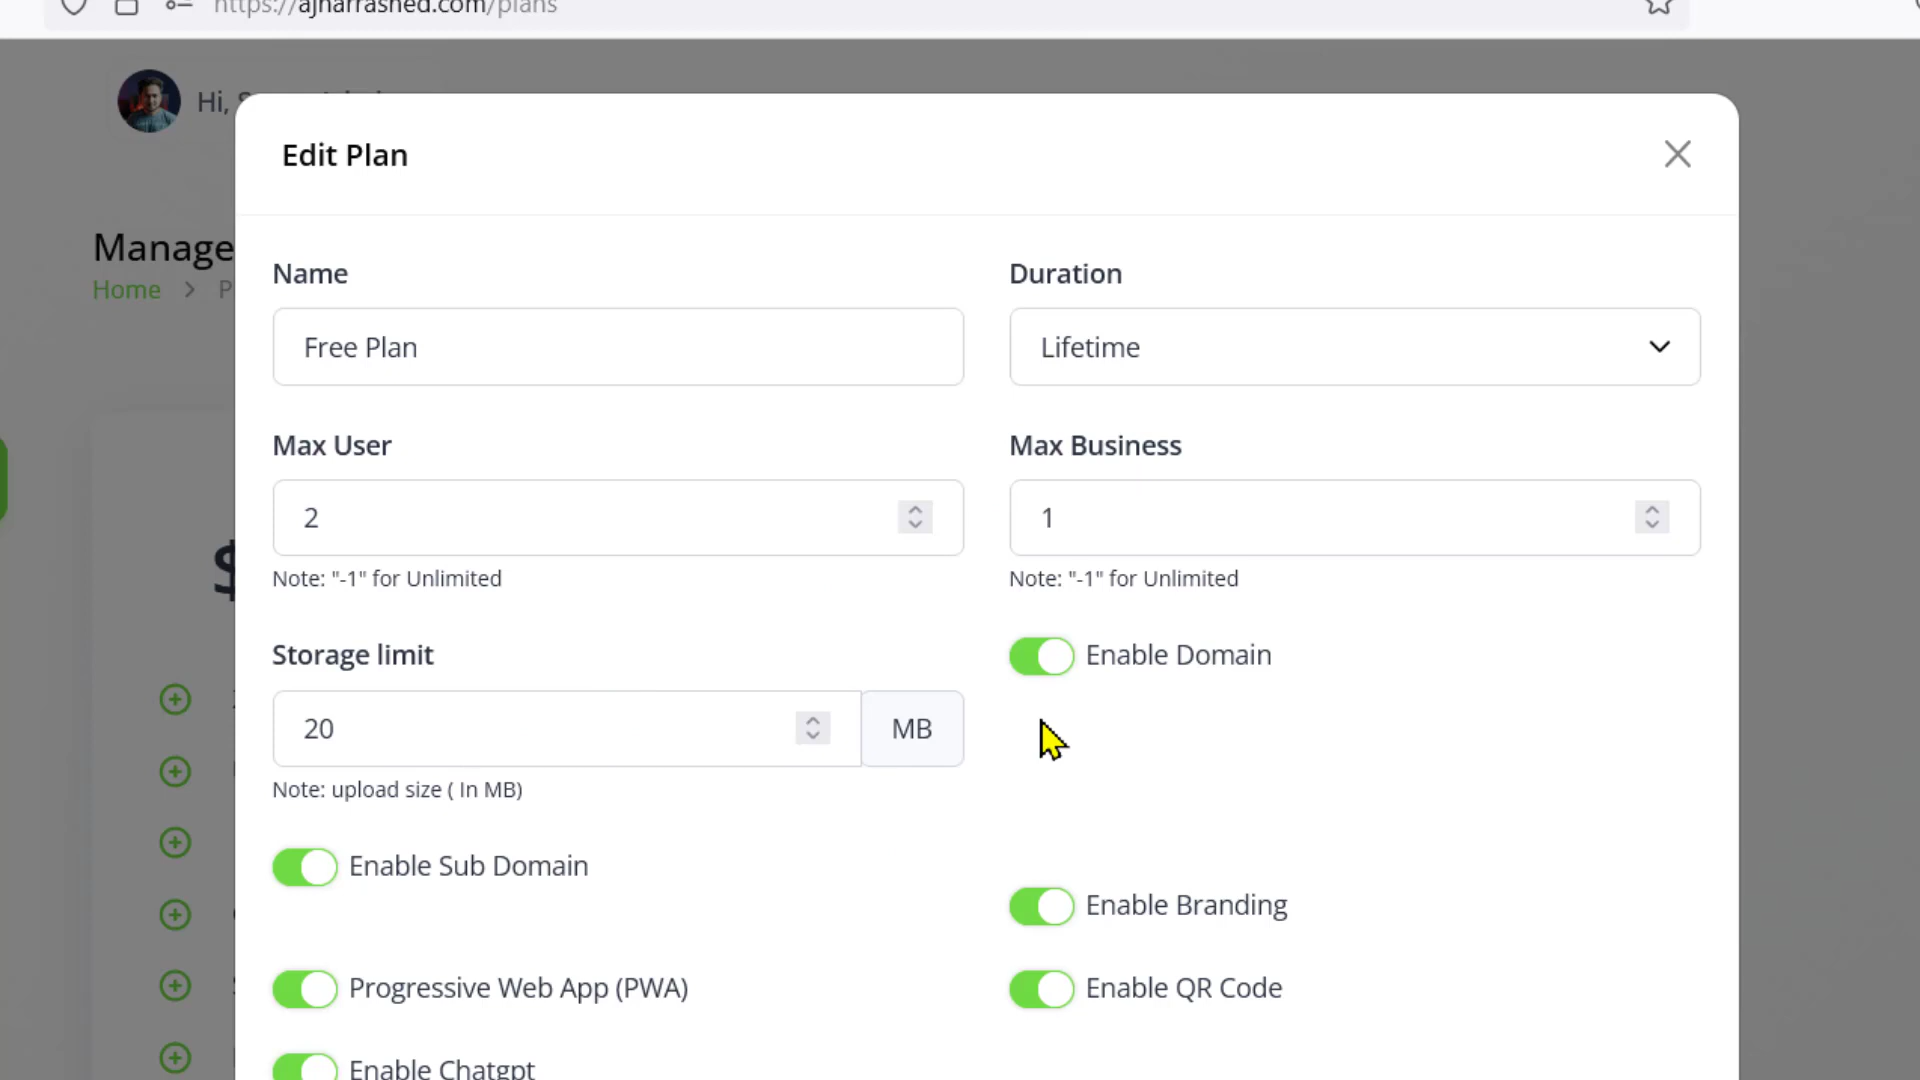 https://ajharrashed.com/plans
Hi,
Edit Plan
Manage
Home > P
Name
Duration
Free Plan
Lifetime
Max User
Max Business
2
1
Note: "-1" for Unlimited
Note: "-1" for Unlimited
Storage limit
Enable Domain
$
20
MB
Note: upload size ( In MB)
Enable Sub Domain
Enable Branding
Progressive Web App (PWA)
Enable QR Code
Enable Chatgpt